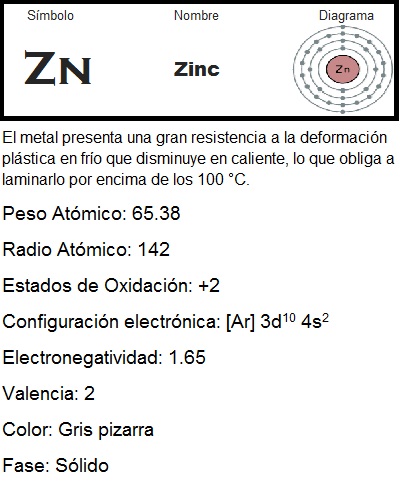 Símbolo Nombre Diagrama
ZN Zinc Zn
El metal presenta una gran resistencia a la deformación
plástica en frío que disminuye en caliente, lo que obliga a
laminarlo por encima de los 100 °C.
Peso Atómico: 65.38
Radio Atómico: 142
Estados de Oxidación: +2
Configuración electrónica: [Ar] 3d¹⁰ 4s²
Electronegatividad: 1.65
Valencia: 2
Color: Gris pizarra
Fase: Sólido